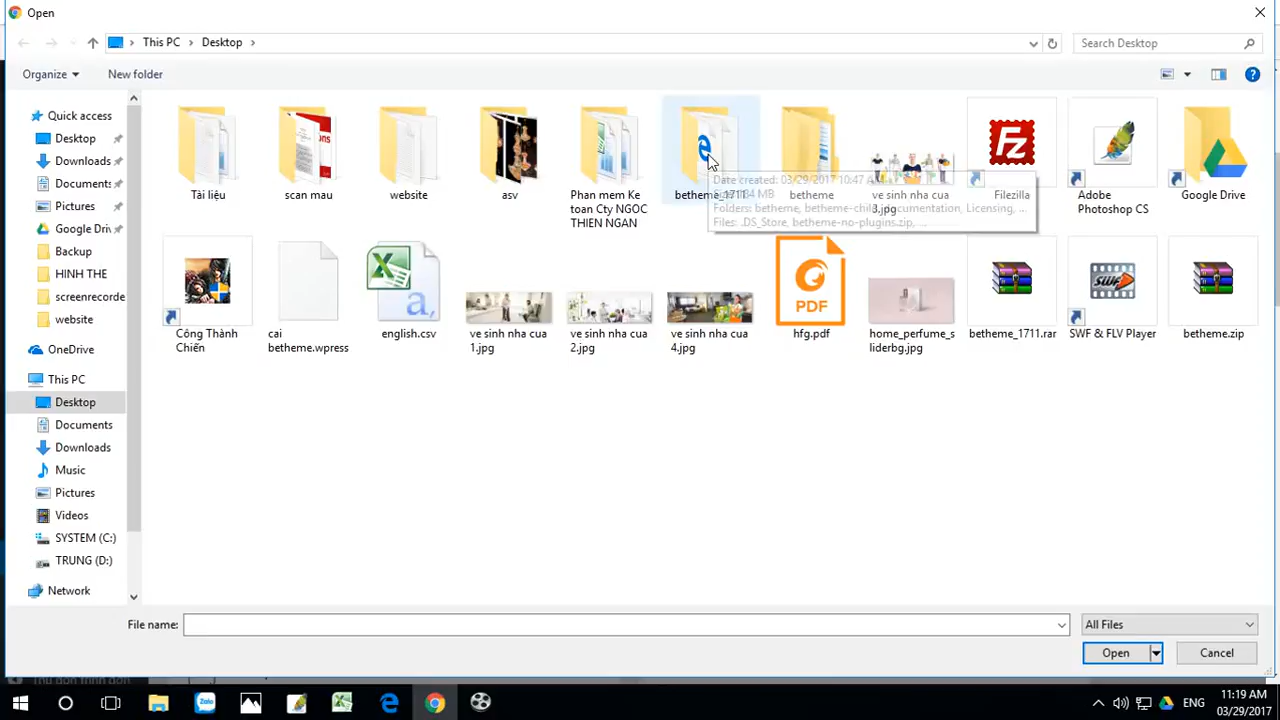 Open
This PC
Desktop
Search Desktop
Organize
New folder
Quick access
Desktop
Downloads
Documents
Pictures
Google Driv
Backup
HINH THE
screenrecorde
website
OneDrive
This PC
Desktop
Documents
Downloads
Music
Pictures
Videos
SYSTEM (C:)
TRUNG (D:)
Network
Tài liệu
scan mau
website
asv
Phan mem Ke
toan Cty NGOC
THIEN NGAN
betheme_1711
betheme
ve sinh nha cua
3.jpg
Filezilla
Adobe
Photoshop CS
Google Drive
Date created: 03/29/2017 10:47 AM
MB
Folders: betheme, betheme-child, documentation, Licensing, ...
Files: .DS_Store, betheme-no-plugins.zip, ...
Công Thành
Chiến
cai
betheme.wpress
english.csv
ve sinh nha cua
1.jpg
ve sinh nha cua
2.jpg
ve sinh nha cua
4.jpg
PDF
hfg.pdf
home_perfume_s
liderbg.jpg
betheme_1711.rar
SWF
SWF & FLV Player
betheme.zip
File name:
All Files
Open
Cancel
Zalo
ENG
11:19 AM
03/29/2017